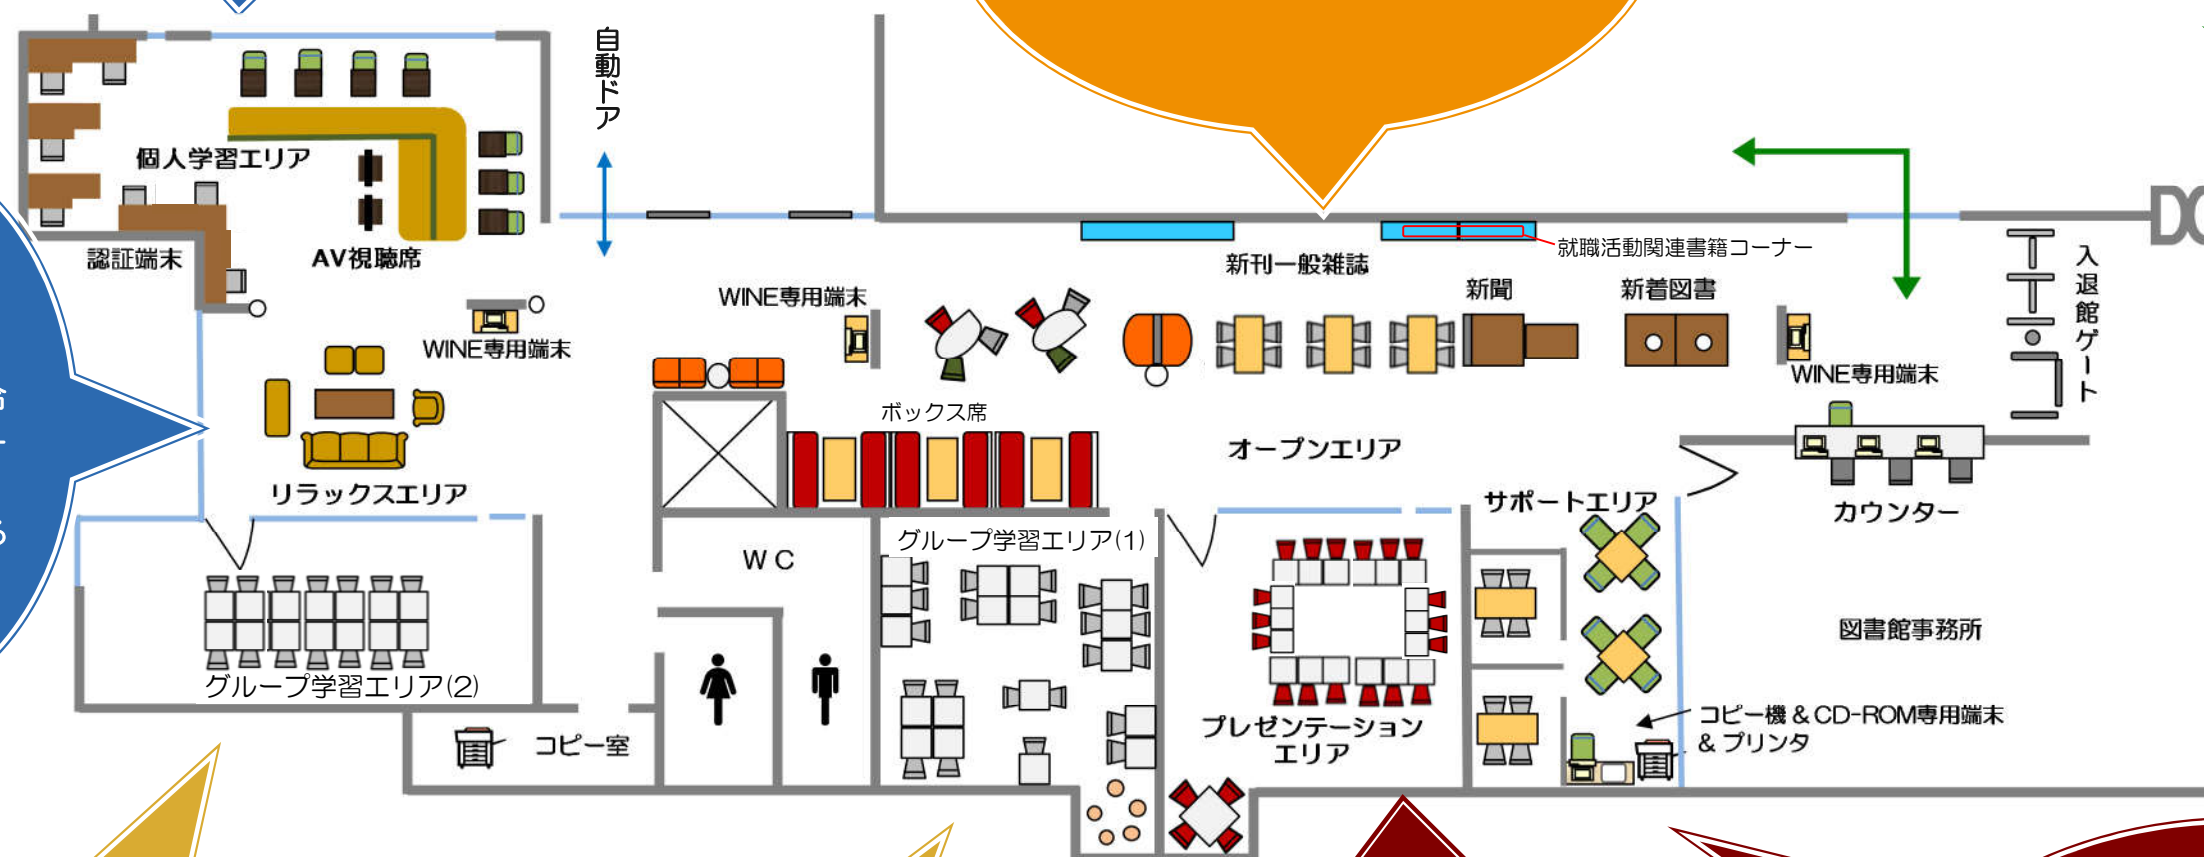 自動ドア
個人学習エリア
認証端末
AV視聴席
WINE専用端末
WINE専用端末
新刊一般雑誌
就職活動関連書籍コーナー
新聞
新着図書
入退館ゲート
WINE専用端末
ボックス席
オープンエリア
リラックスエリア
サポートエリア
カウンター
WC
グループ学習エリア(1)
グループ学習エリア(2)
図書館事務所
コピー室
プレゼンテーション
エリア
コピー機&CD-ROM専用端末
&プリンタ